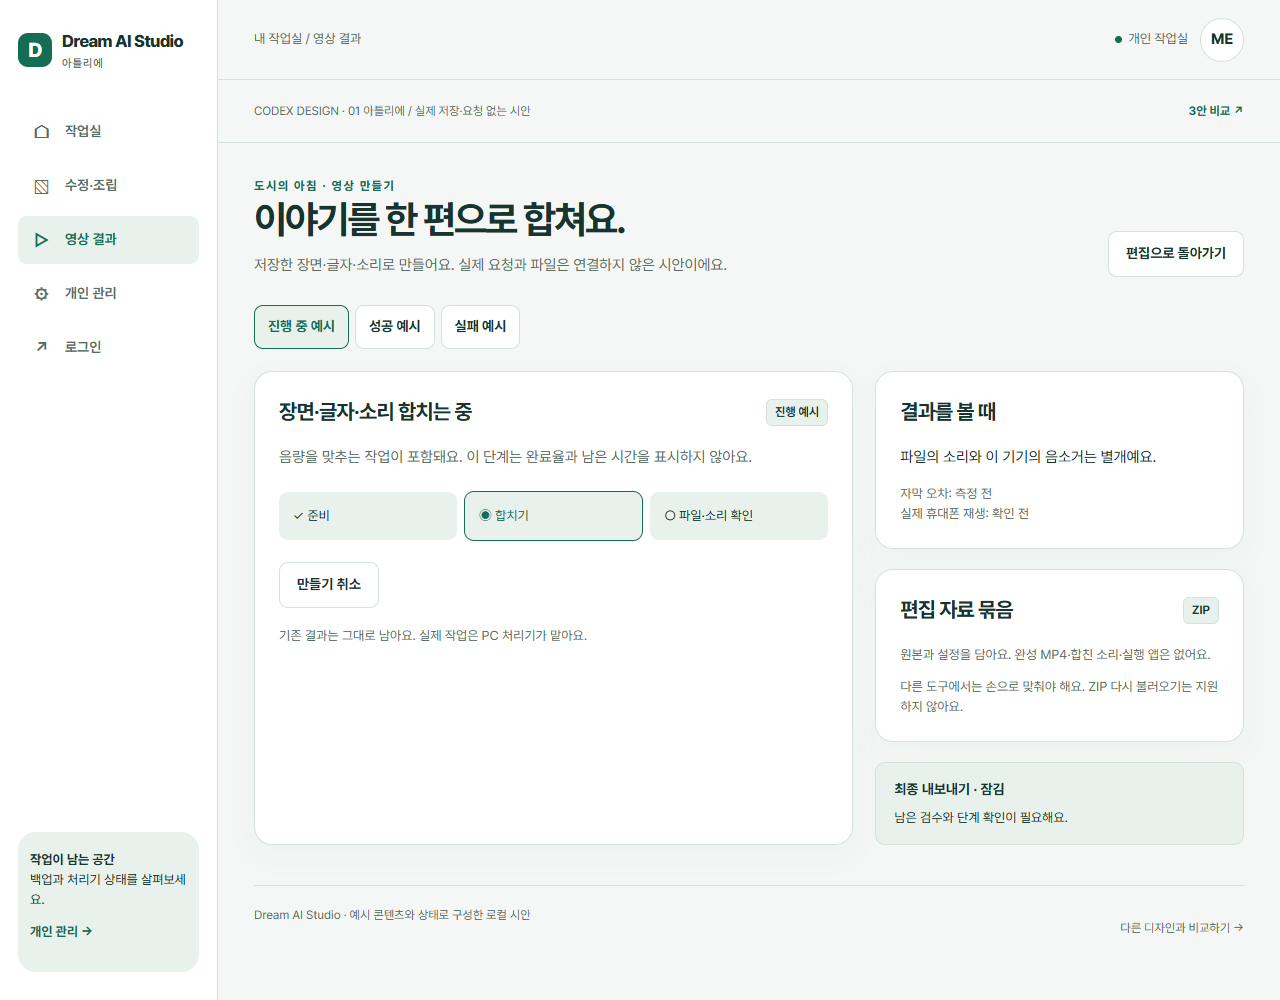 D
Dream AI Studio
아틀리에
작업실
수정·조립
영상 결과
개인 관리
로그인
작업이 남는 공간
백업과 처리기 상태를 살펴보세
요.
개인 관리 →
내 작업실 / 영상 결과
개인 작업실
ME
CODEX DESIGN · 01 아틀리에 / 실제 저장·요청 없는 시안
3안 비교 ↗
도시의 아침 · 영상 만들기
이야기를 한 편으로 합쳐요.
저장한 장면·글자·소리로 만들어요. 실제 요청과 파일은 연결하지 않은 시안이에요.
편집으로 돌아가기
진행 중 예시
성공 예시
실패 예시
장면·글자·소리 합치는 중
진행 예시
음량을 맞추는 작업이 포함돼요. 이 단계는 완료율과 남은 시간을 표시하지 않아요.
✓ 준비
◉ 합치기
○ 파일·소리 확인
만들기 취소
기존 결과는 그대로 남아요. 실제 작업은 PC 처리기가 맡아요.
결과를 볼 때
파일의 소리와 이 기기의 음소거는 별개예요.
자막 오차: 측정 전
실제 휴대폰 재생: 확인 전
편집 자료 묶음
ZIP
원본과 설정을 담아요. 완성 MP4·합친 소리·실행 앱은 없어요.
다른 도구에서는 손으로 맞춰야 해요. ZIP 다시 불러오기는 지원
하지 않아요.
최종 내보내기 · 잠김
남은 검수와 단계 확인이 필요해요.
Dream AI Studio · 예시 콘텐츠와 상태로 구성한 로컬 시안
다른 디자인과 비교하기 →